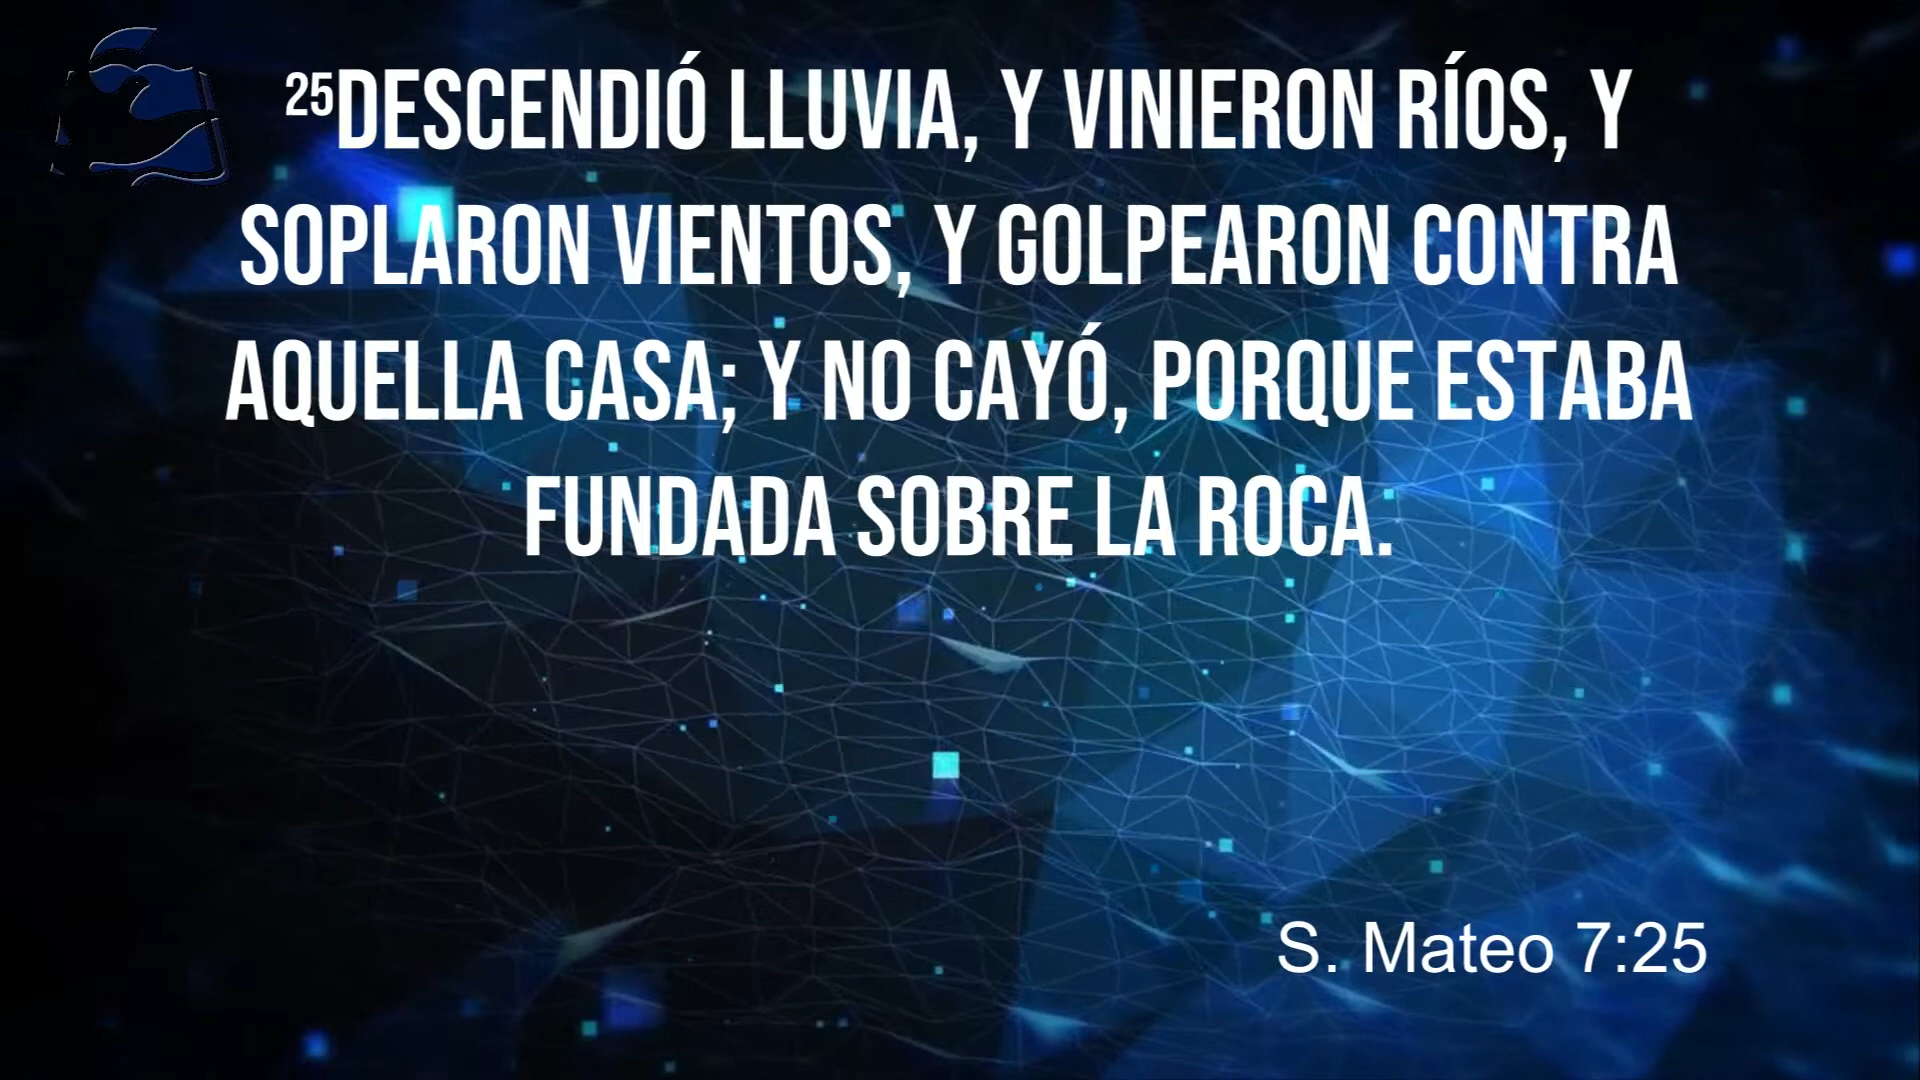 ²⁵DESCENDIÓ LLUVIA, Y VINIERON RÍOS, Y
SOPLARON VIENTOS, Y GOLPEARON CONTRA
AQUELLA CASA; Y NO CAYÓ, PORQUE ESTABA
FUNDADA SOBRE LA ROCA.
S. Mateo 7:25